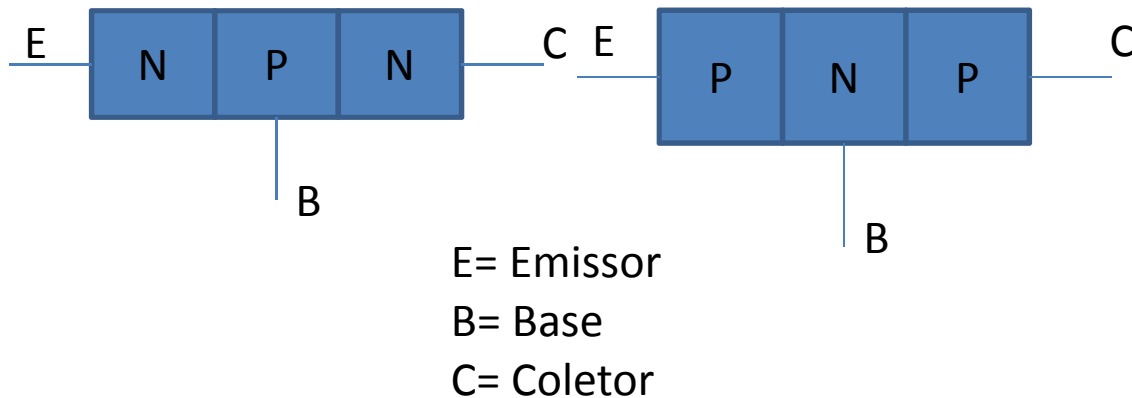 E N P N C
B
E P N P C
B
E= Emissor
B= Base
C= Coletor